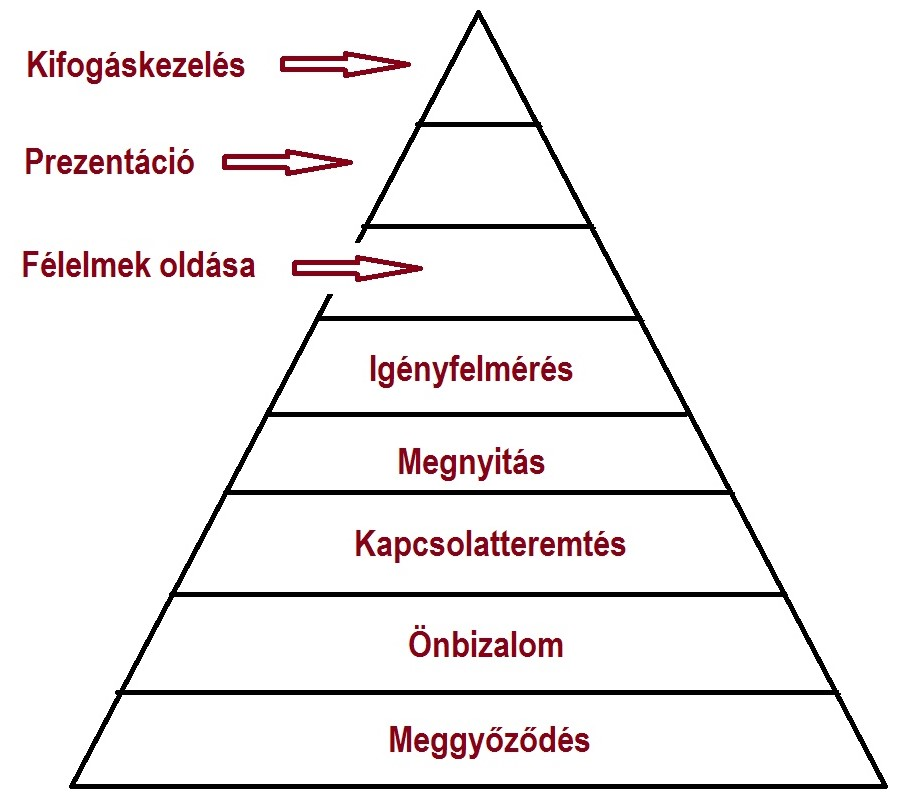 Kifogáskezelés
Prezentáció
Félelmek oldása
Igényfelmérés
Megnyitás
Kapcsolatteremtés
Önbizalom
Meggyőződés